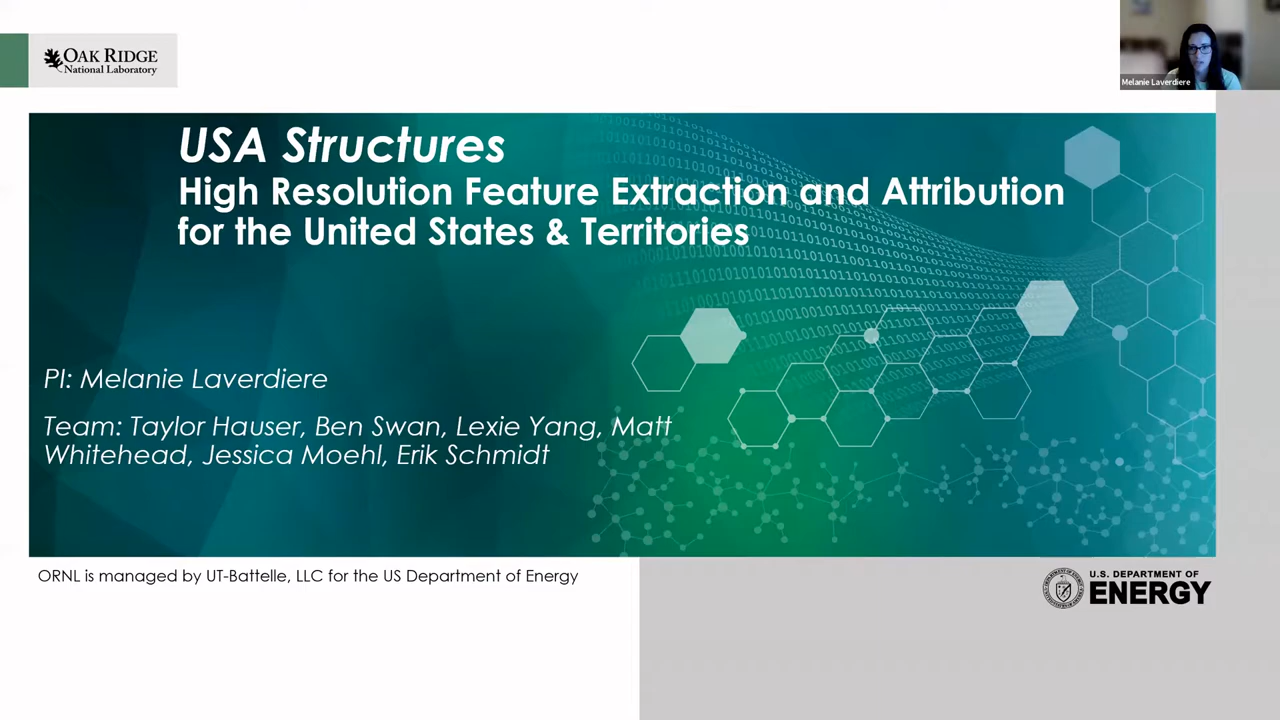 OAK RIDGE
National Laboratory
Melanie Laverdiere
USA Structures
High Resolution Feature Extraction and Attribution
for the United States & Territories
PI: Melanie Laverdiere
Team: Taylor Hauser, Ben Swan, Lexie Yang, Matt
Whitehead, Jessica Moehl, Erik Schmidt
ORNL is managed by UT-Battelle, LLC for the US Department of Energy
U.S. DEPARTMENT OF
ENERGY